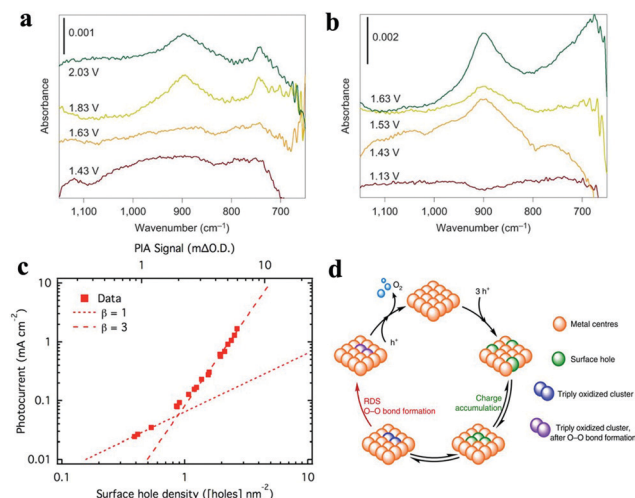 a
0.001
2.03 V
1.83 V
1.63 V
1.43 V
Absorbance
1,100 1,000 900 800 700
Wavenumber (cm⁻¹)
b
0.002
1.63 V
1.53 V
1.43 V
1.13 V
Absorbance
1,100 1,000 900 800 700
Wavenumber (cm⁻¹)
c
PIA Signal (mΔO.D.)
1 10
Data
β = 1
β = 3
Photocurrent (mA cm⁻²)
10
1
0.1
0.01
0.1 1 10
Surface hole density ([holes] nm⁻²)
d
O₂
3 h⁺
h⁺
RDS
O–O bond formation
Charge
accumulation
Metal centres
Surface hole
Triply oxidized cluster
Triply oxidized cluster,
after O–O bond formation